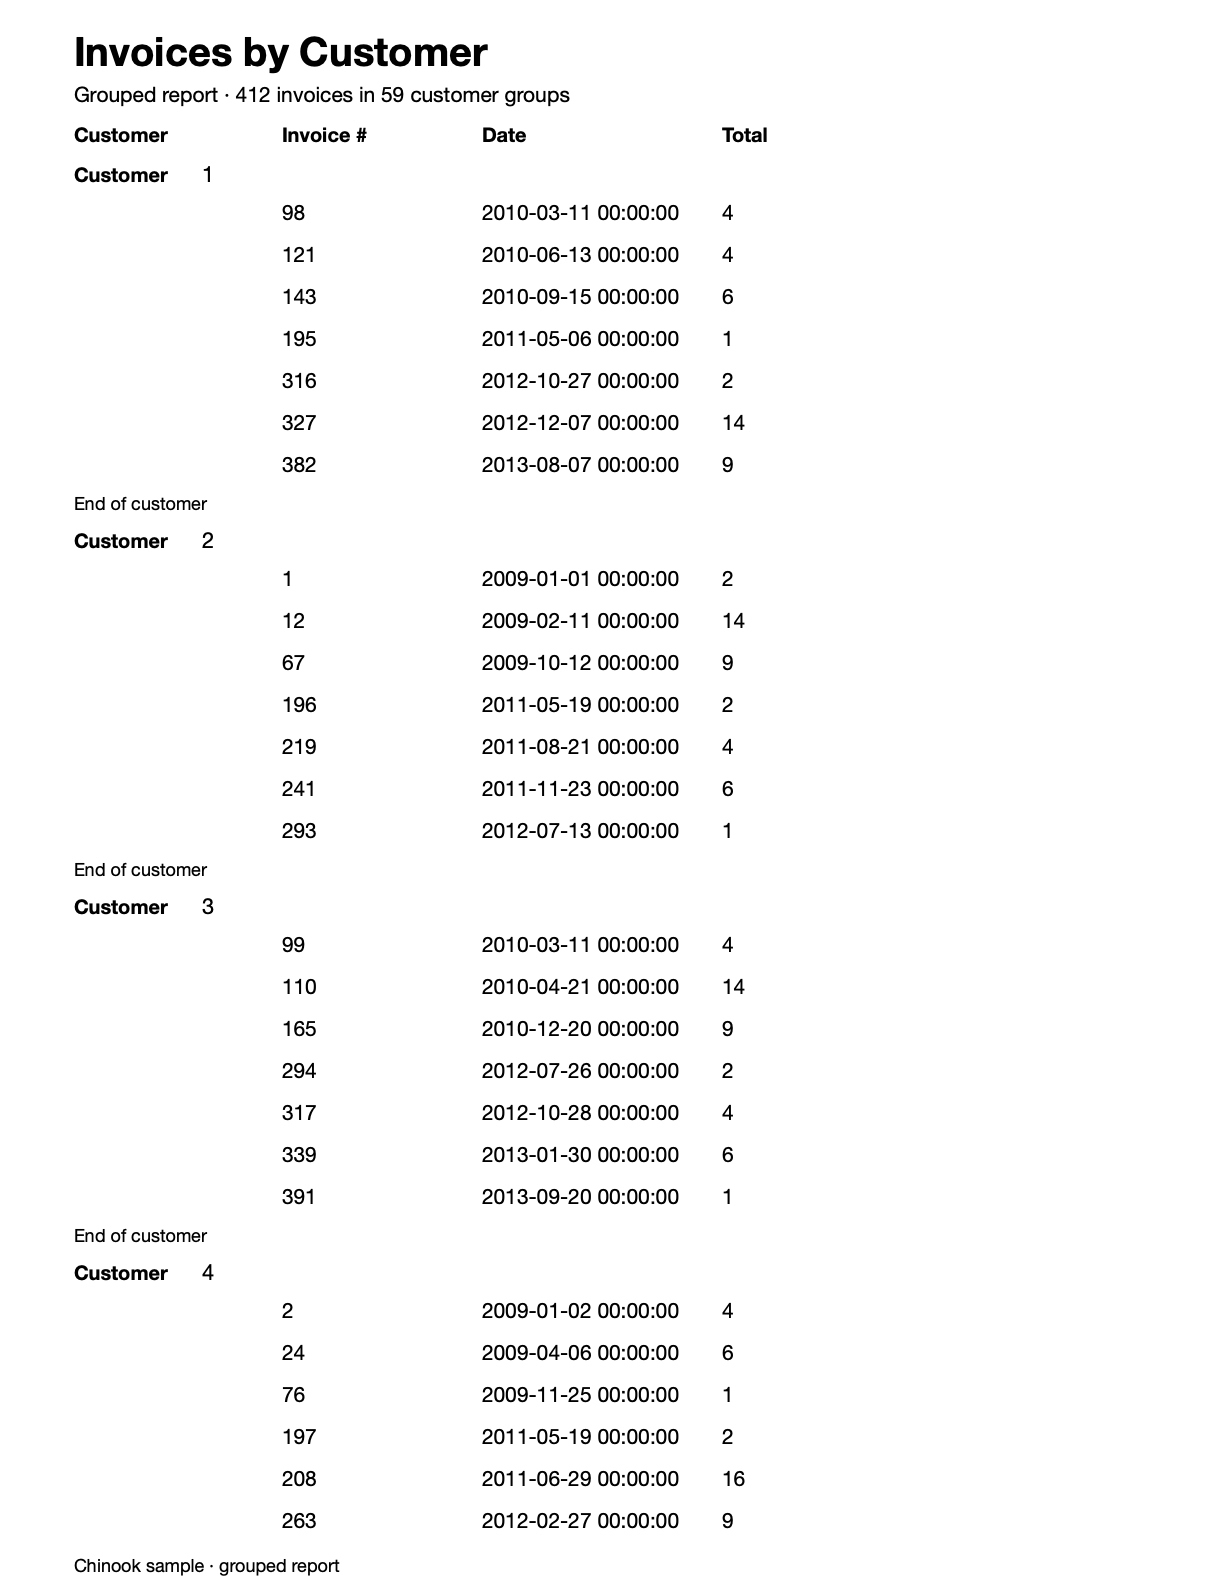 Invoices by Customer
Grouped report · 412 invoices in 59 customer groups
Customer Invoice # Date Total
Customer 1
98 2010-03-11 00:00:00 4
121 2010-06-13 00:00:00 4
143 2010-09-15 00:00:00 6
195 2011-05-06 00:00:00 1
316 2012-10-27 00:00:00 2
327 2012-12-07 00:00:00 14
382 2013-08-07 00:00:00 9
End of customer
Customer 2
1 2009-01-01 00:00:00 2
12 2009-02-11 00:00:00 14
67 2009-10-12 00:00:00 9
196 2011-05-19 00:00:00 2
219 2011-08-21 00:00:00 4
241 2011-11-23 00:00:00 6
293 2012-07-13 00:00:00 1
End of customer
Customer 3
99 2010-03-11 00:00:00 4
110 2010-04-21 00:00:00 14
165 2010-12-20 00:00:00 9
294 2012-07-26 00:00:00 2
317 2012-10-28 00:00:00 4
339 2013-01-30 00:00:00 6
391 2013-09-20 00:00:00 1
End of customer
Customer 4
2 2009-01-02 00:00:00 4
24 2009-04-06 00:00:00 6
76 2009-11-25 00:00:00 1
197 2011-05-19 00:00:00 2
208 2011-06-29 00:00:00 16
263 2012-02-27 00:00:00 9
Chinook sample · grouped report